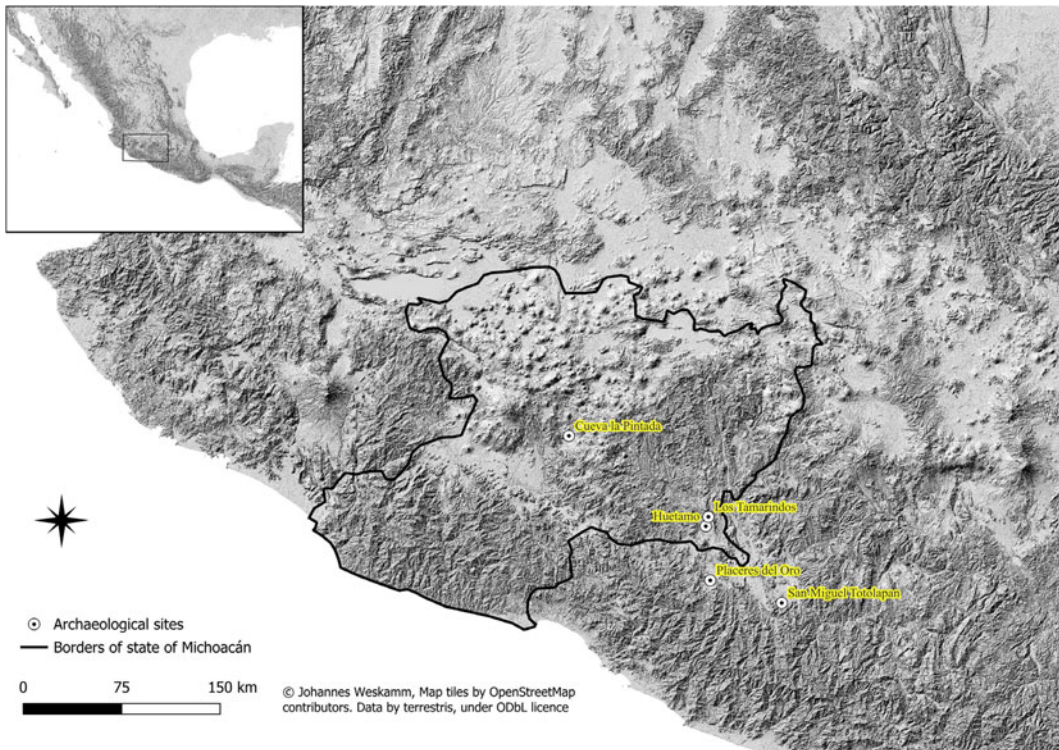 Cueva la Pintada
Los Tamarindos
Huetamo
Placeres del Oro
San Miguel Totolapan
Archaeological sites
Borders of state of Michoacán
0 75 150 km
© Johannes Weskamm, Map tiles by OpenStreetMap
contributors. Data by terrestris, under ODbL licence